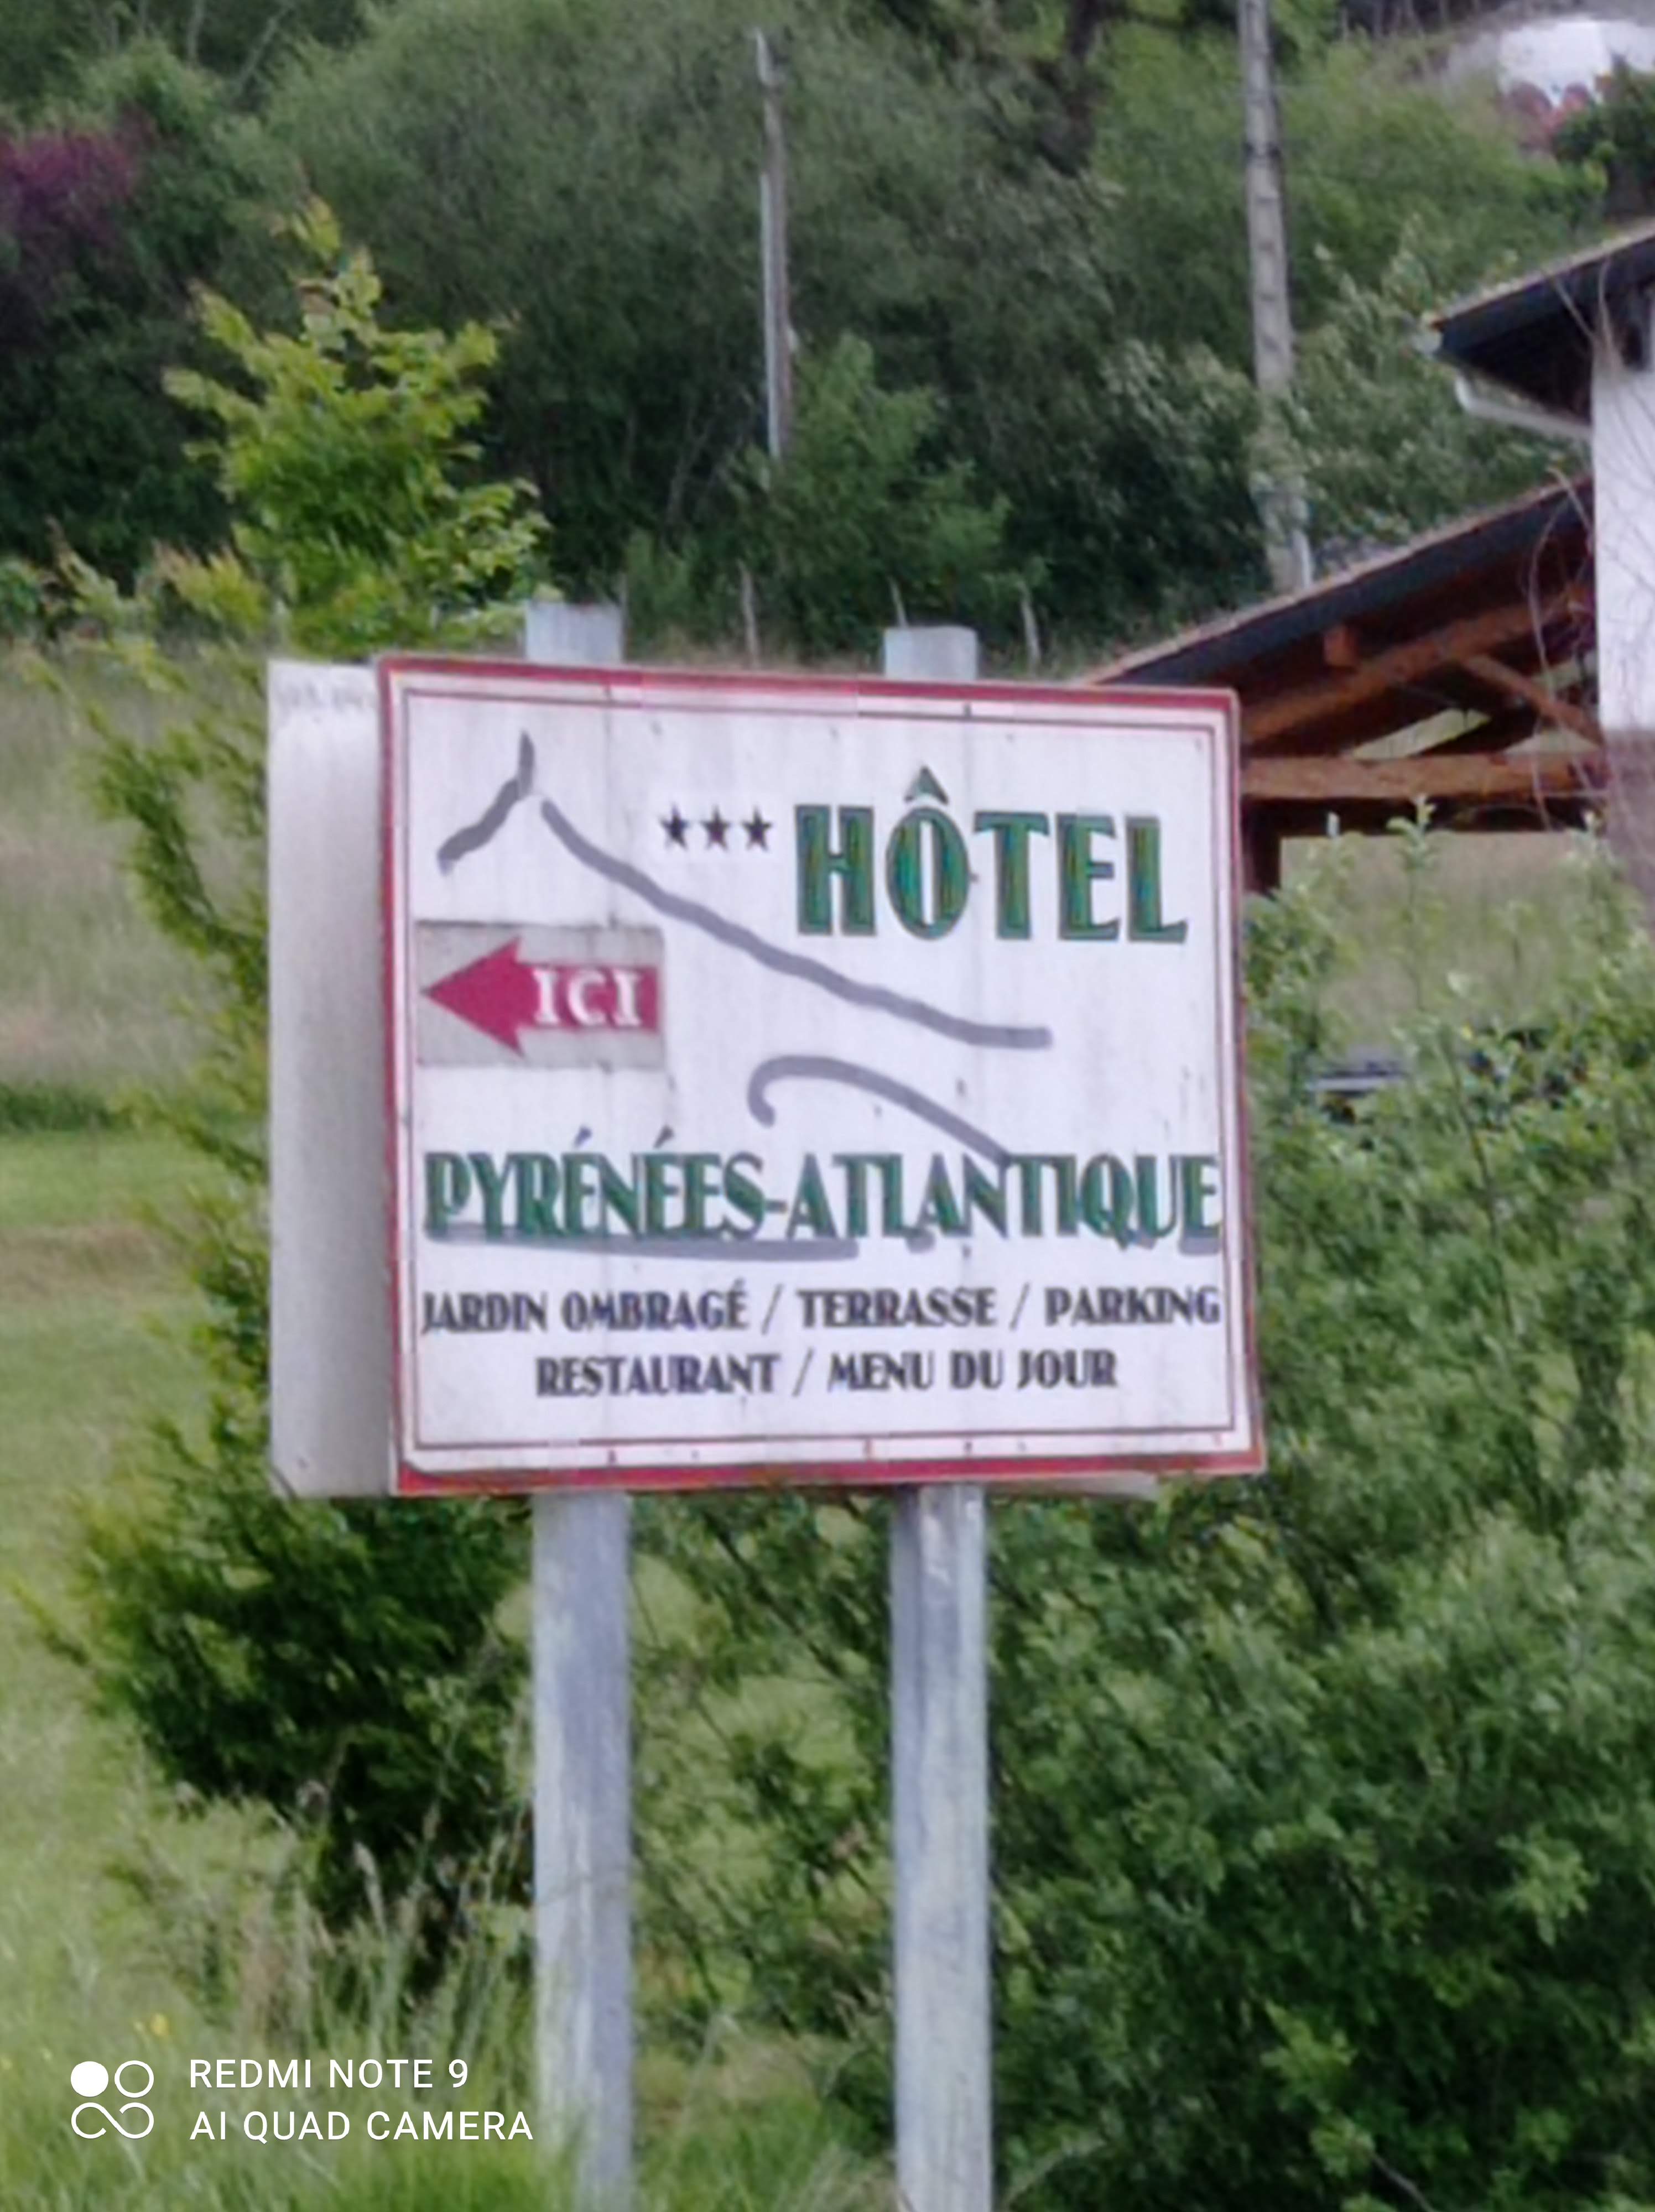 *** HÔTEL
ICI
PYRÉNÉES-ATLANTIQUE
JARDIN OMBRAGÉ / TERRASSE / PARKING
RESTAURANT / MENU DU JOUR
REDMI NOTE 9
AI QUAD CAMERA